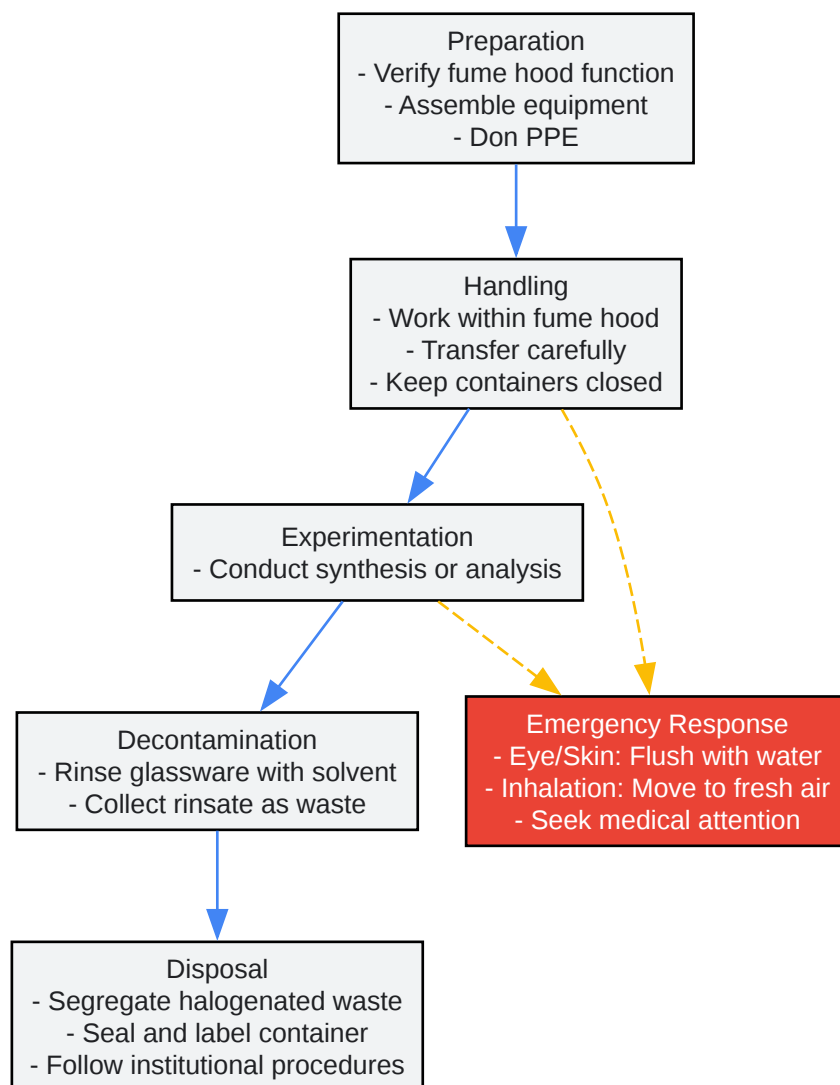 Preparation
- Verify fume hood function
- Assemble equipment
- Don PPE
Handling
- Work within fume hood
- Transfer carefully
- Keep containers closed
Experimentation
- Conduct synthesis or analysis
Decontamination
- Rinse glassware with solvent
- Collect rinsate as waste
Emergency Response
- Eye/Skin: Flush with water
- Inhalation: Move to fresh air
- Seek medical attention
Disposal
- Segregate halogenated waste
- Seal and label container
- Follow institutional procedures